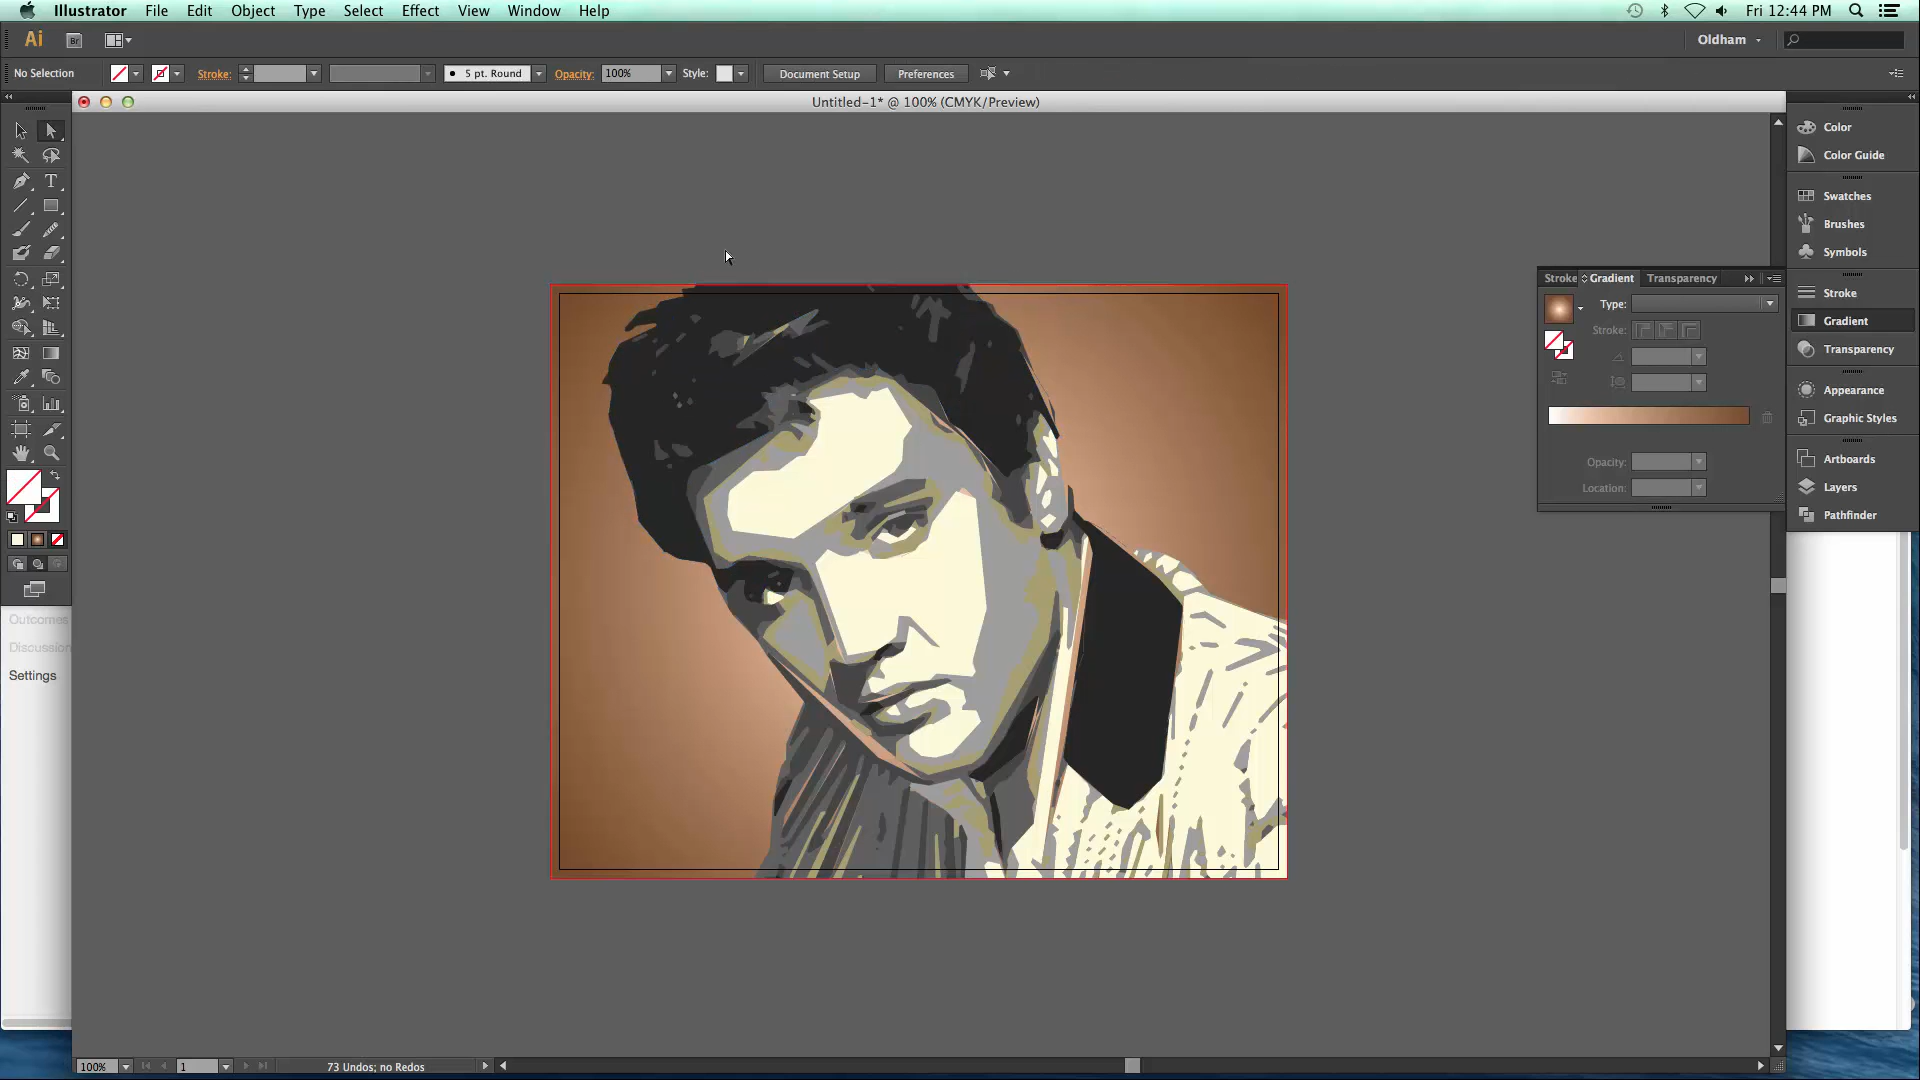 Illustrator File Edit Object Type Select Effect View Window Help Fri 12:44 PM
Ai Br Oldham
No Selection Stroke: 5 pt. Round Opacity: 100% Style: Document Setup Preferences
Untitled-1* @ 100% (CMYK/Preview)
T
Color
Color Guide
Swatches
Brushes
Symbols
Stroke
Gradient
Transparency
Appearance
Graphic Styles
Artboards
Layers
Pathfinder
Stroke Gradient Transparency
Type:
Stroke:
Opacity:
Location:
Outcomes
Discussion
Settings
100% 1 73 Undos; no Redos